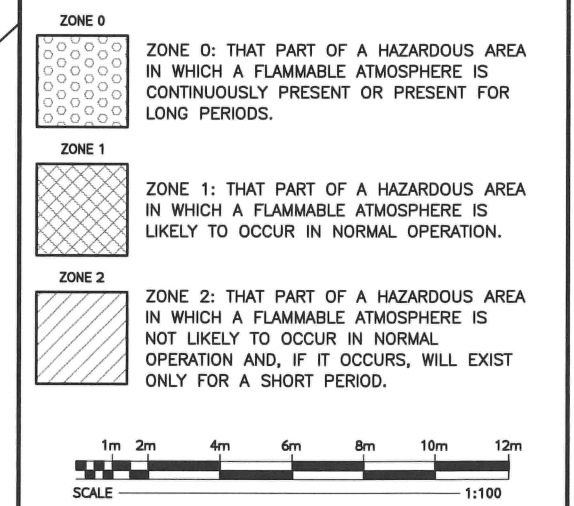 ZONE 0
ZONE 0: THAT PART OF A HAZARDOUS AREA
IN WHICH A FLAMMABLE ATMOSPHERE IS
CONTINUOUSLY PRESENT OR PRESENT FOR
LONG PERIODS.
ZONE 1
ZONE 1: THAT PART OF A HAZARDOUS AREA
IN WHICH A FLAMMABLE ATMOSPHERE IS
LIKELY TO OCCUR IN NORMAL OPERATION.
ZONE 2
ZONE 2: THAT PART OF A HAZARDOUS AREA
IN WHICH A FLAMMABLE ATMOSPHERE IS
NOT LIKELY TO OCCUR IN NORMAL
OPERATION AND, IF IT OCCURS, WILL EXIST
ONLY FOR A SHORT PERIOD.
1m 2m 4m 6m 8m 10m 12m
SCALE 1:100